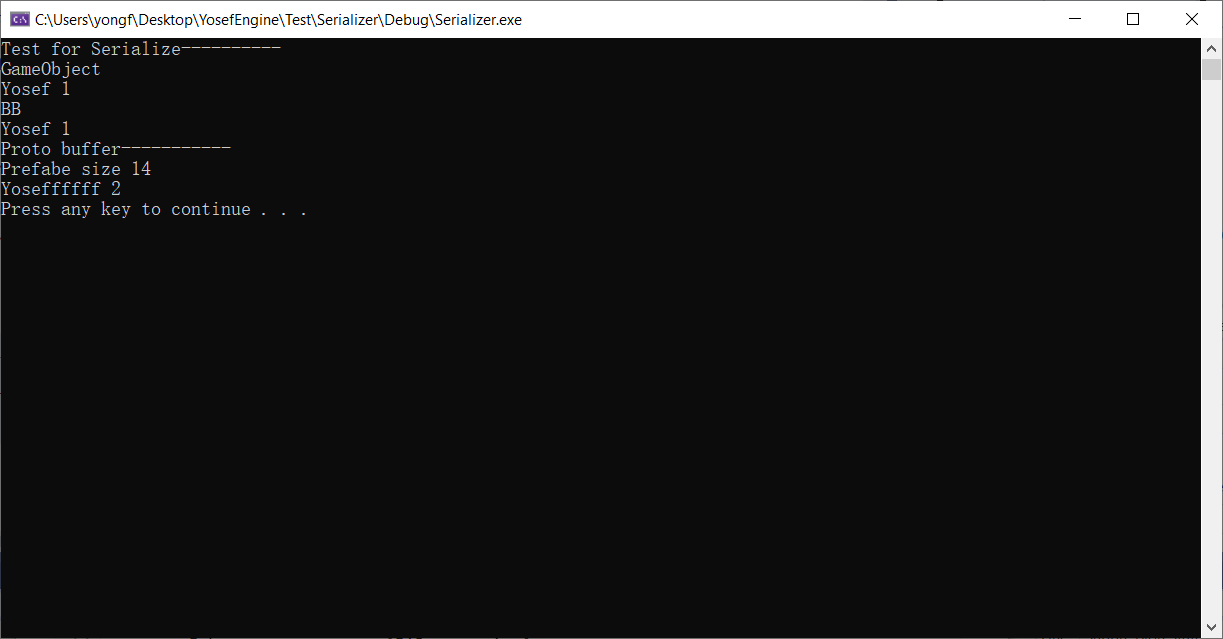 C:\Users\yongf\Desktop\YosefEngine\Test\Serializer\Debug\Serializer.exe
Test for Serialize----------
GameObject
Yosef 1
BB
Yosef 1
Proto buffer-----------
Prefabe size 14
Yoseffffff 2
Press any key to continue . . .